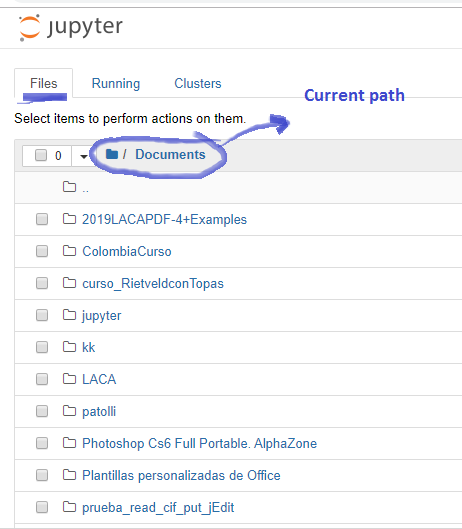 jupyter
Files Running Clusters
Current path
Select items to perform actions on them.
0 / Documents
..
2019LACAPDF-4+Examples
ColombiaCurso
curso_RietveldconTopas
jupyter
kk
LACA
patolli
Photoshop Cs6 Full Portable. AlphaZone
Plantillas personalizadas de Office
prueba_read_cif_put_jEdit